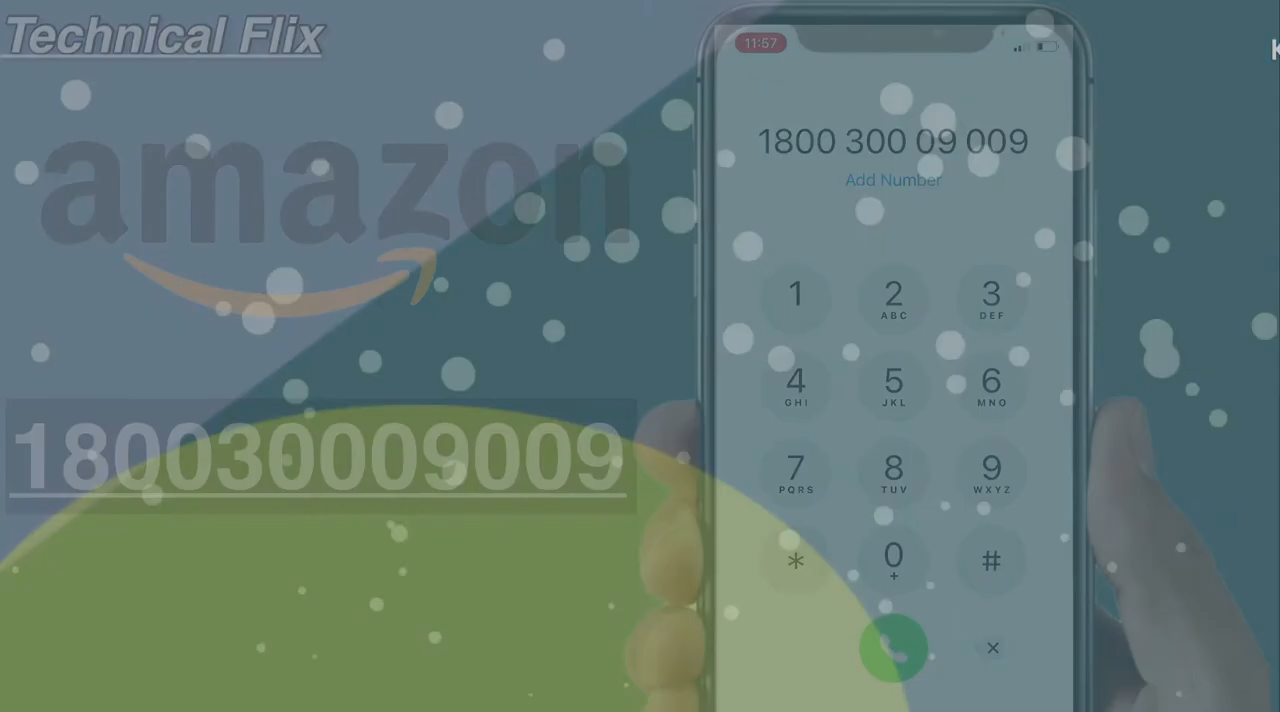 Technical Flix
11:57
K
amazon
1800 300 09 009
Add Number
1
2
ABC
3
DEF
4
GHI
5
JKL
6
MNO
1800030009009
7
PQRS
8
TUV
9
WXYZ
*
0
+
#